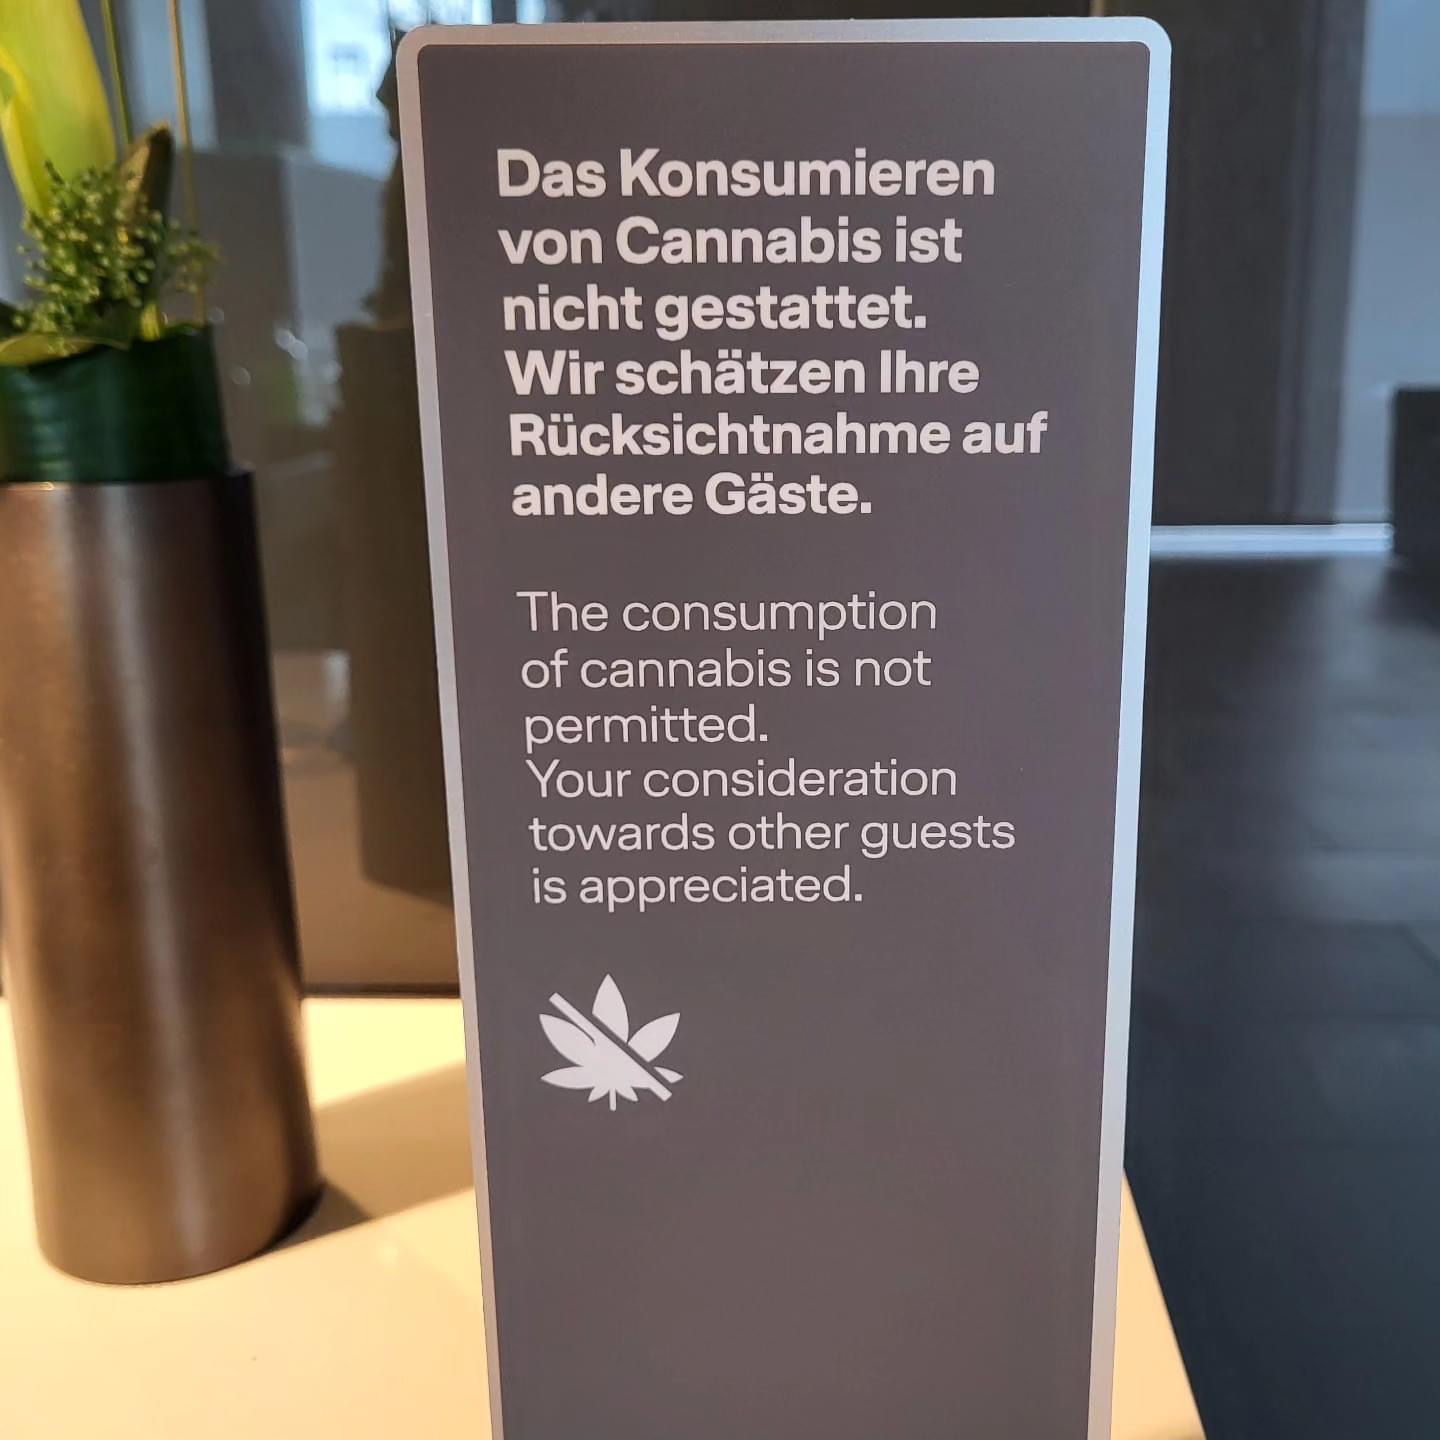 Das Konsumieren
von Cannabis ist
nicht gestattet.
Wir schätzen Ihre
Rücksichtnahme auf
andere Gäste.
The consumption
of cannabis is not
permitted.
Your consideration
towards other guests
is appreciated.